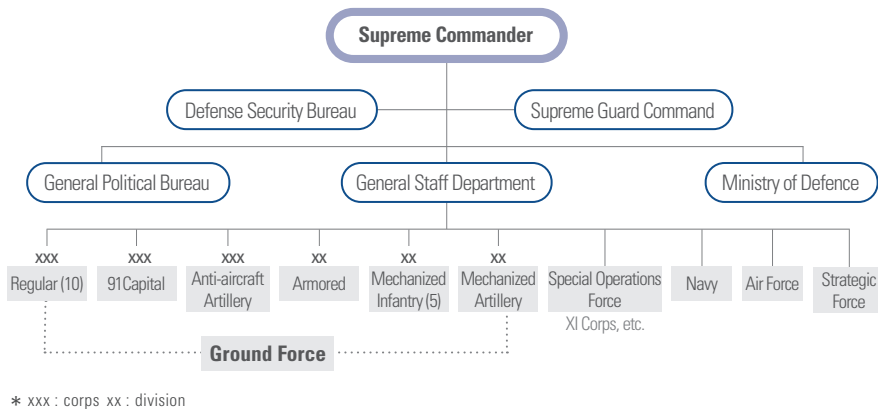 Supreme Commander
Defense Security Bureau
Supreme Guard Command
General Political Bureau
General Staff Department
Ministry of Defence
xxx
xxx
xxx
xx
xx
xx
Regular (10)
91Capital
Anti-aircraft
Artillery
Armored
Mechanized
Infantry (5)
Mechanized
Artillery
Special Operations
Force
XI Corps, etc.
Navy
Air Force
Strategic
Force
Ground Force
* xxx : corps xx : division